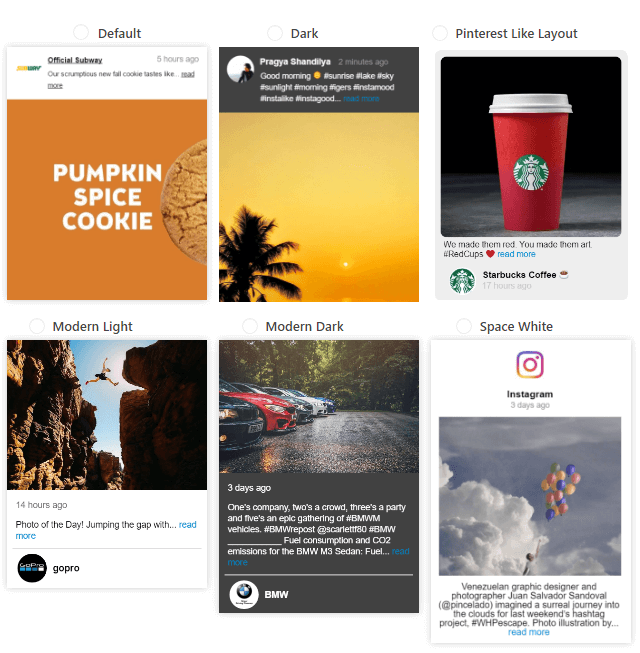 Default
Official Subway
5 hours ago
Our scrumptious new fall cookie tastes like... read
more
SUBWAY
PUMPKIN
SPICE
COOKIE
Dark
Pragya Shandilya 2 minutes ago
Good morning 🌞 #sunrise #lake #sky
#sunlight #morning #igers #instamood
#instalike #instagood... read more
Pinterest Like Layout
We made them red. You made them art.
#RedCups ❤️ read more
Starbucks Coffee ☕
17 hours ago
Modern Light
14 hours ago
Photo of the Day! Jumping the gap with... read
more
GoPro
gopro
Modern Dark
3 days ago
One's company, two's a crowd, three's a party
and five's an epic gathering of #BMWM
vehicles. #BMWrepost @scarlettf80 #BMW
___________ Fuel consumption and CO2
emissions for the BMW M3 Sedan: Fuel... read
more
BMW
Space White
Instagram
3 days ago
Venezuelan graphic designer and
photographer Juan Salvador Sandoval
(@pincelado) imagined a surreal journey into
the clouds for last weekend's hashtag
project, #WHPescape. Photo illustration by...
read more